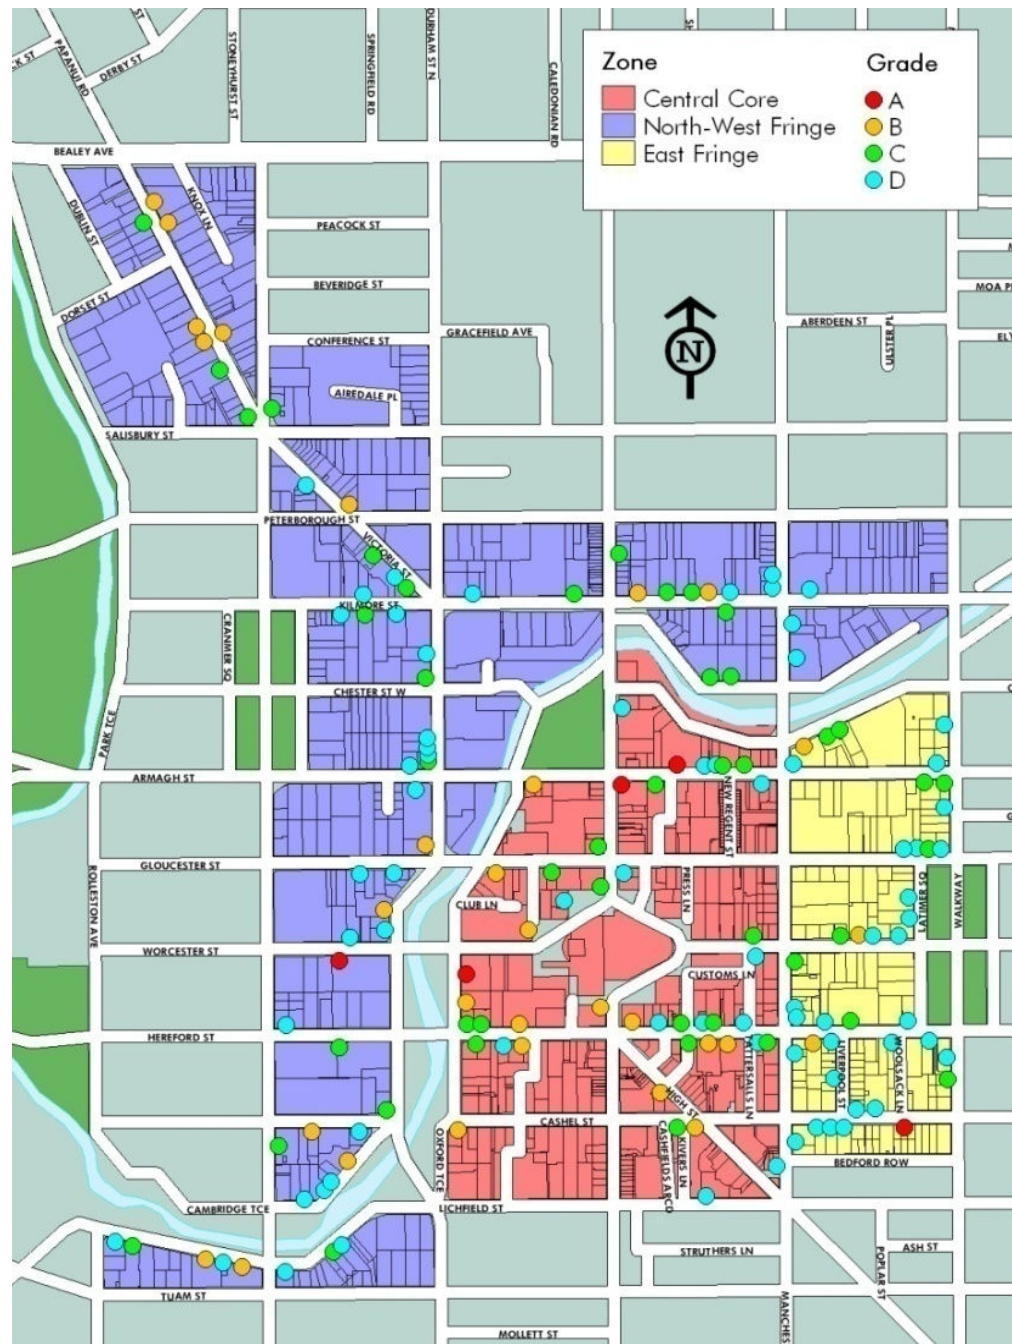 Zone
Central Core
North-West Fringe
East Fringe
Grade
A
B
C
D
PAPANUI RD
DERBY ST
STONEYHURST ST
SPRINGFIELD RD
DURHAM ST N
CALEDONIAN RD
BEALEY AVE
DUBLIN ST
KNOX LN
PEACOCK ST
BEVERIDGE ST
DORSET ST
CONFERENCE ST
GRACEFIELD AVE
ABERDEEN ST
ULSTER PL
MOA P
ELY
N
AIREDALE PL
SALISBURY ST
PETERBOROUGH ST
VICTORIA ST
KILMORE ST
CRANMER SQ
CHESTER ST W
PARK TCE
ARMAGH ST
NEW REGENT ST
GLOUCESTER ST
ROLLESTON AVE
CLUB LN
PRESS LN
LATIMER SQ
WALKWAY
WORCESTER ST
CUSTOMS LN
HEREFORD ST
TATTERSALLS LN
LIVERPOOL ST
WOOLSACK LN
HIGH ST
CASHEL ST
OXFORD TCE
CASHFIELDS ARCD
KIVERS LN
BEDFORD ROW
CAMBRIDGE TCE
LICHFIELD ST
STRUTHERS LN
POPLAR ST
ASH ST
TUAM ST
MANCHES
MOLLETT ST